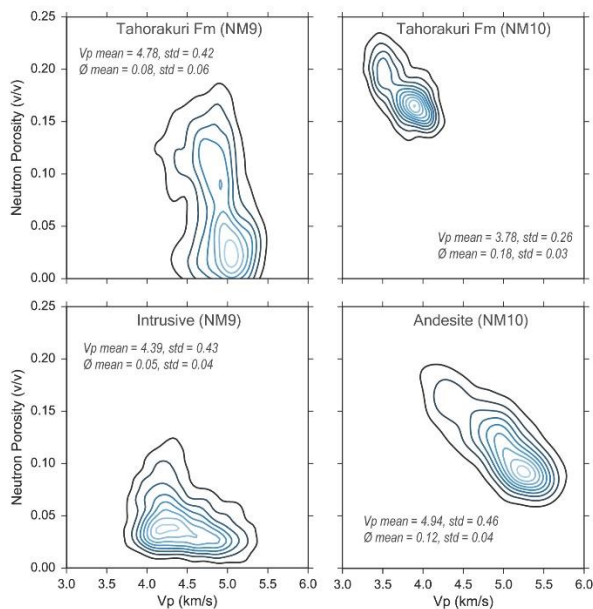 Tahorakuri Fm (NM9)
Vp mean = 4.78, std = 0.42
Ø mean = 0.08, std = 0.06
Neutron Porosity (v/v)
0.25
0.20
0.15
0.10
0.05
0.00
Tahorakuri Fm (NM10)
Vp mean = 3.78, std = 0.26
Ø mean = 0.18, std = 0.03
Intrusive (NM9)
Vp mean = 4.39, std = 0.43
Ø mean = 0.05, std = 0.04
Neutron Porosity (v/v)
0.25
0.20
0.15
0.10
0.05
0.00
3.0 3.5 4.0 4.5 5.0 5.5 6.0
Vp (km/s)
Andesite (NM10)
Vp mean = 4.94, std = 0.46
Ø mean = 0.12, std = 0.04
3.0 3.5 4.0 4.5 5.0 5.5 6.0
Vp (km/s)